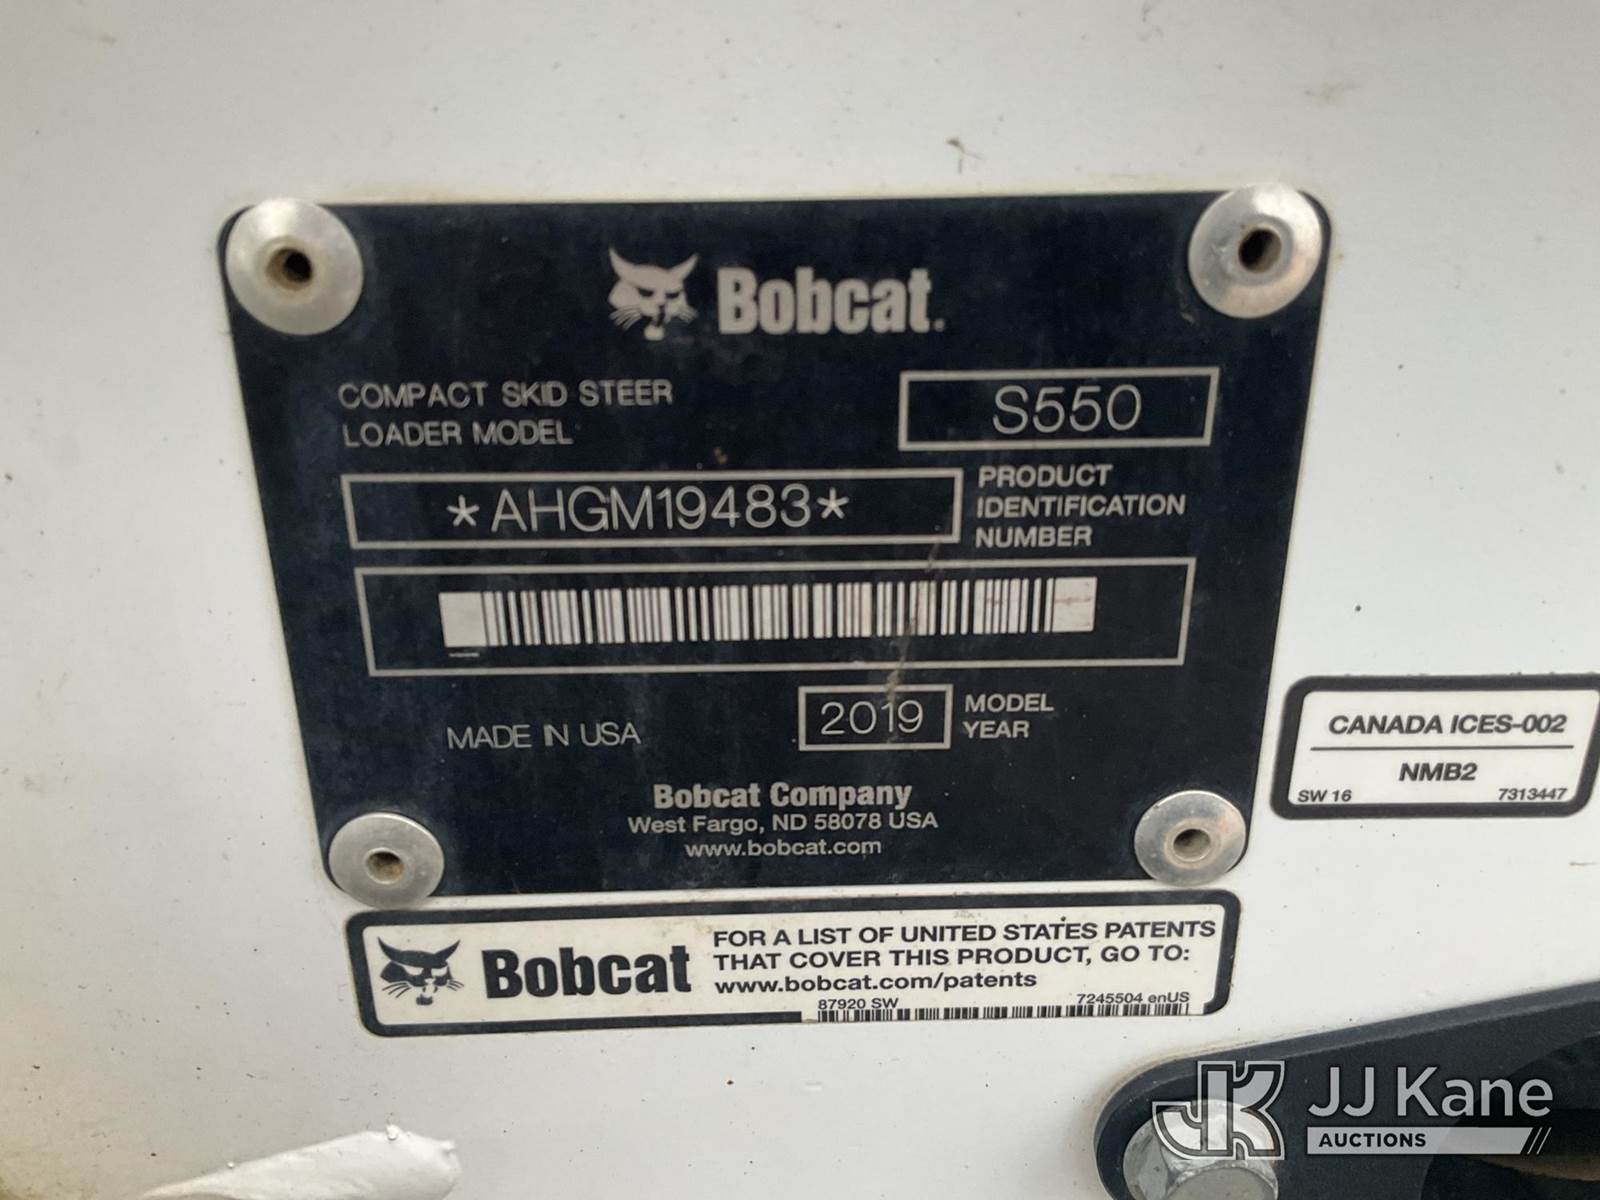 Bobcat.
COMPACT SKID STEER
LOADER MODEL
S550
*AHGM19483*
PRODUCT
IDENTIFICATION
NUMBER
MADE IN USA
2019
MODEL
YEAR
Bobcat Company
West Fargo, ND 58078 USA
www.bobcat.com
CANADA ICES-002
NMB2
SW 16
7313447
Bobcat
FOR A LIST OF UNITED STATES PATENTS
THAT COVER THIS PRODUCT, GO TO:
www.bobcat.com/patents
87920 SW
7245504 enUS
JK
JJ Kane
AUCTIONS